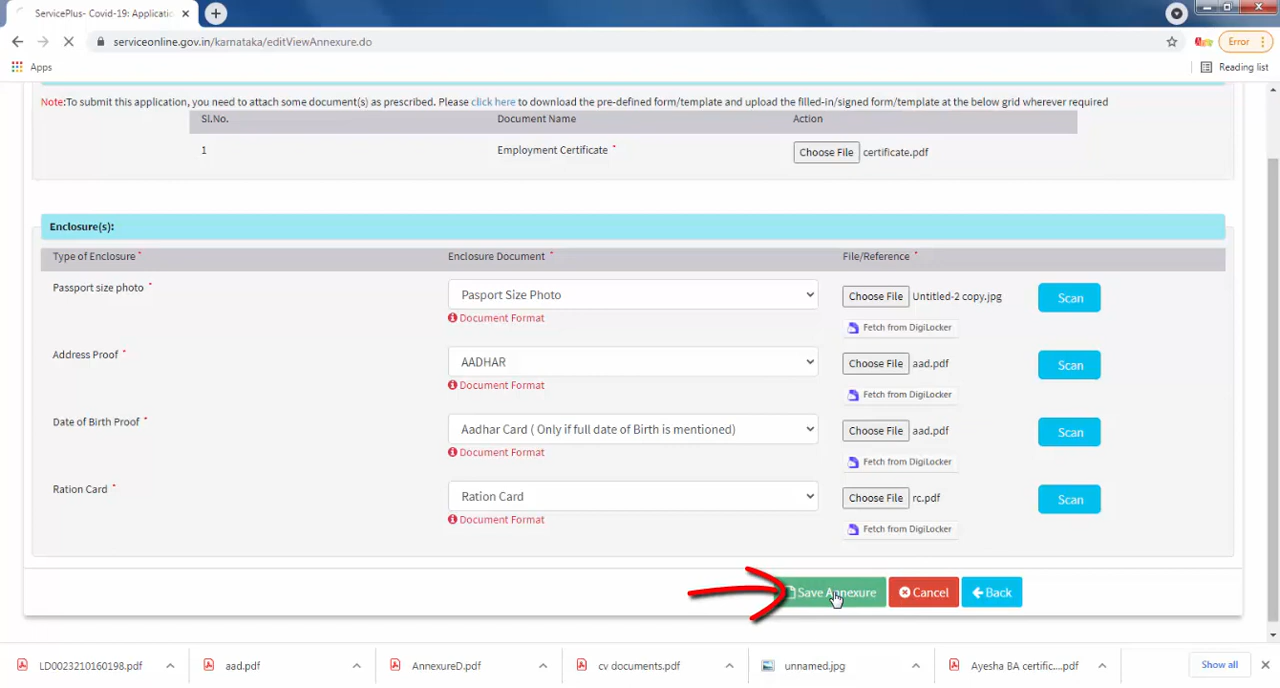 ServicePlus- Covid-19: Applicatio
serviceonline.gov.in/karnataka/editViewAnnexure.do
Error
Apps
Reading list
Note:To submit this application, you need to attach some document(s) as prescribed. Please click here to download the pre-defined form/template and upload the filled-in/signed form/template at the below grid wherever required
Sl.No. Document Name Action
1 Employment Certificate * Choose File certificate.pdf
Enclosure(s):
Type of Enclosure * Enclosure Document * File/Reference *
Passport size photo * Pasport Size Photo Choose File Untitled-2 copy.jpg Scan
Document Format Fetch from DigiLocker
Address Proof * AADHAR Choose File aad.pdf Scan
Document Format Fetch from DigiLocker
Date of Birth Proof * Aadhar Card ( Only if full date of Birth is mentioned) Choose File aad.pdf Scan
Document Format Fetch from DigiLocker
Ration Card * Ration Card Choose File rc.pdf Scan
Document Format Fetch from DigiLocker
Save Annexure Cancel Back
LD0023210160198.pdf aad.pdf AnnexureD.pdf cv documents.pdf unnamed.jpg Ayesha BA certific....pdf Show all